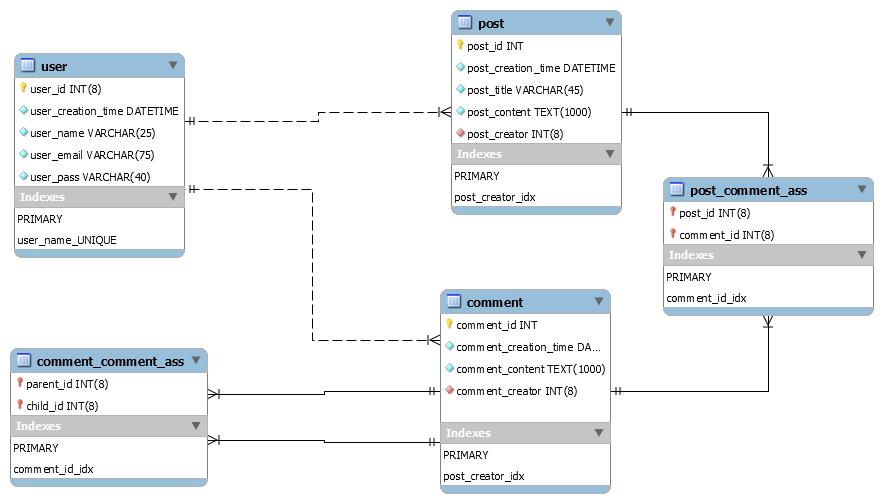 user
user_id INT(8)
user_creation_time DATETIME
user_name VARCHAR(25)
user_email VARCHAR(75)
user_pass VARCHAR(40)
Indexes
PRIMARY
user_name_UNIQUE
post
post_id INT
post_creation_time DATETIME
post_title VARCHAR(45)
post_content TEXT(1000)
post_creator INT(8)
Indexes
PRIMARY
post_creator_idx
post_comment_ass
post_id INT(8)
comment_id INT(8)
Indexes
PRIMARY
comment_id_idx
comment
comment_id INT
comment_creation_time DA...
comment_content TEXT(1000)
comment_creator INT(8)
Indexes
PRIMARY
post_creator_idx
comment_comment_ass
parent_id INT(8)
child_id INT(8)
Indexes
PRIMARY
comment_id_idx